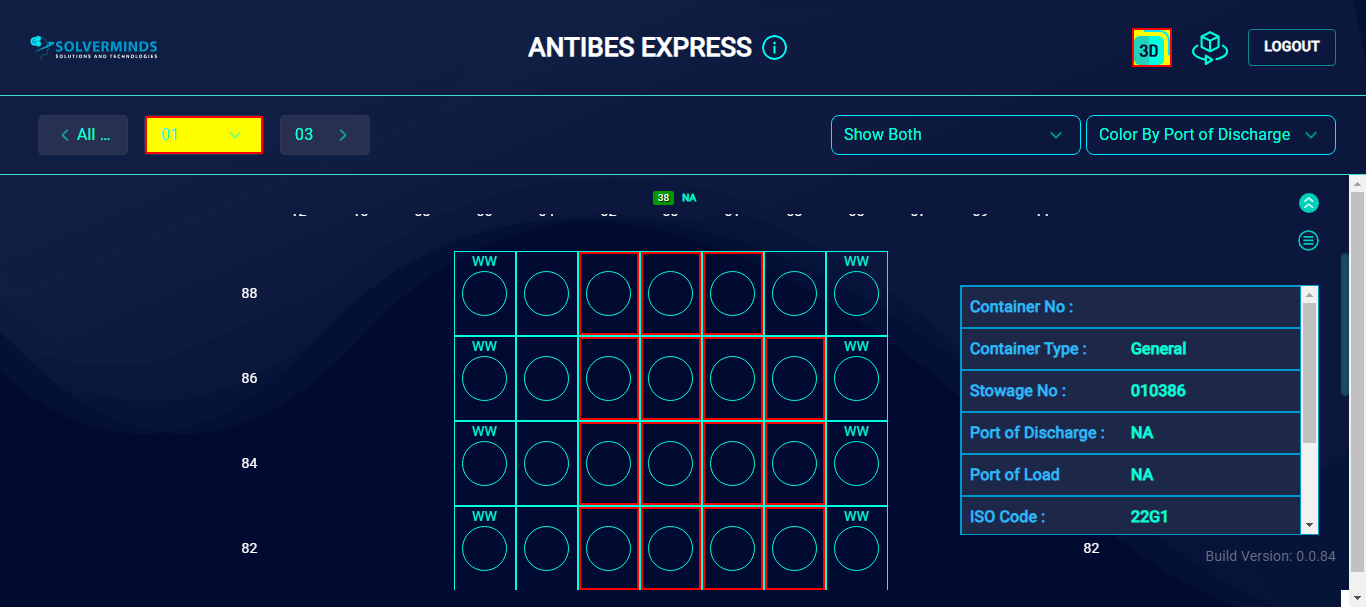 SOLVERMINDS
SOLUTIONS AND TECHNOLOGIES
ANTIBES EXPRESS
3D
LOGOUT
All ...
01
03
Show Both
Color By Port of Discharge
38 NA
WW WW
88
WW WW
86
WW WW
84
WW WW
82
Container No :
Container Type : General
Stowage No : 010386
Port of Discharge : NA
Port of Load NA
ISO Code : 22G1
82
Build Version: 0.0.84